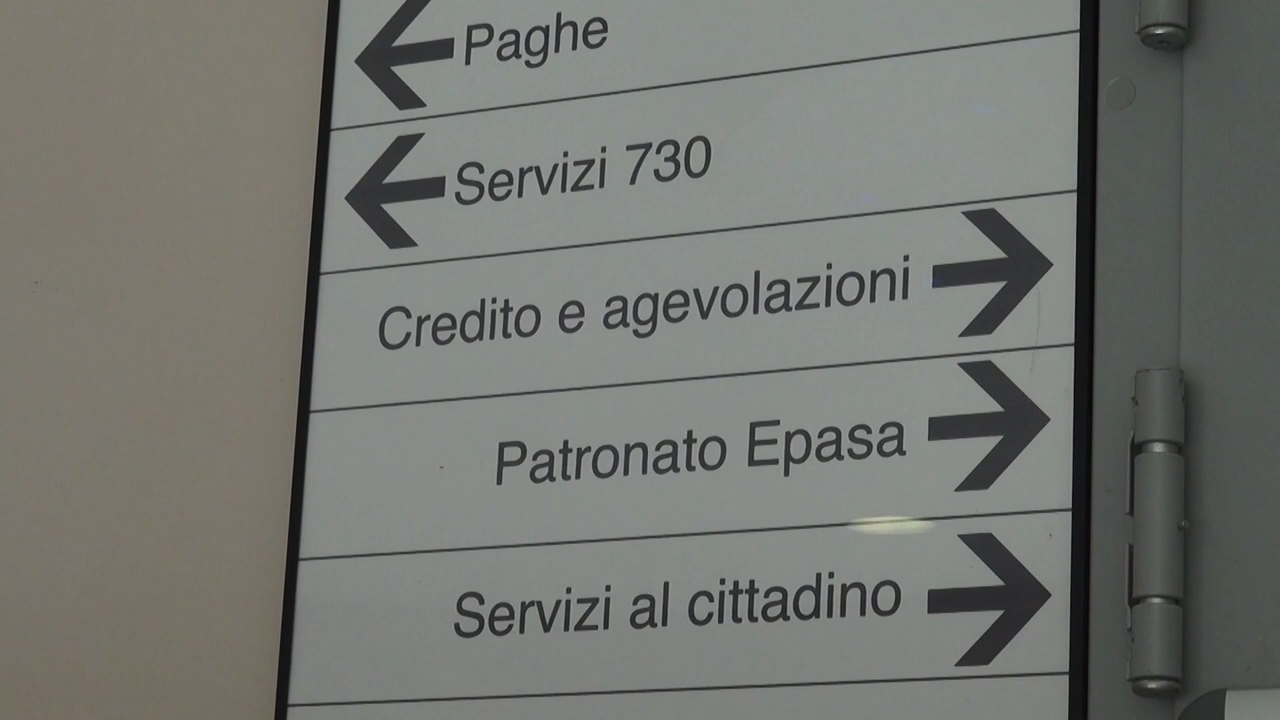 Paghe
Servizi 730
Credito e agevolazioni
Patronato Epasa
Servizi al cittadino